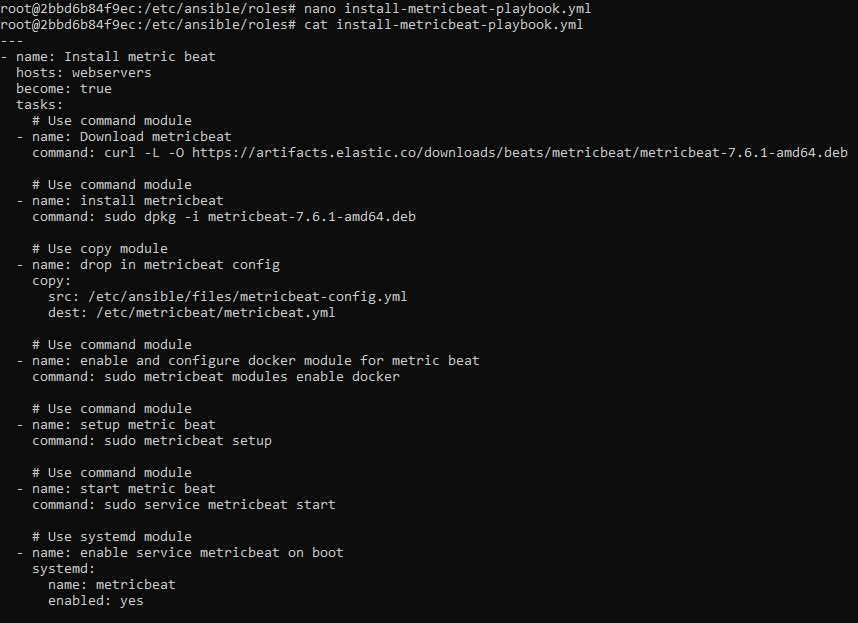 root@2bbd6b84f9ec:/etc/ansible/roles# nano install-metricbeat-playbook.yml
root@2bbd6b84f9ec:/etc/ansible/roles# cat install-metricbeat-playbook.yml
---
- name: Install metric beat
  hosts: webservers
  become: true
  tasks:
    # Use command module
  - name: Download metricbeat
    command: curl -L -O https://artifacts.elastic.co/downloads/beats/metricbeat/metricbeat-7.6.1-amd64.deb

    # Use command module
  - name: install metricbeat
    command: sudo dpkg -i metricbeat-7.6.1-amd64.deb

    # Use copy module
  - name: drop in metricbeat config
    copy:
      src: /etc/ansible/files/metricbeat-config.yml
      dest: /etc/metricbeat/metricbeat.yml

    # Use command module
  - name: enable and configure docker module for metric beat
    command: sudo metricbeat modules enable docker

    # Use command module
  - name: setup metric beat
    command: sudo metricbeat setup

    # Use command module
  - name: start metric beat
    command: sudo service metricbeat start

    # Use systemd module
  - name: enable service metricbeat on boot
    systemd:
      name: metricbeat
      enabled: yes